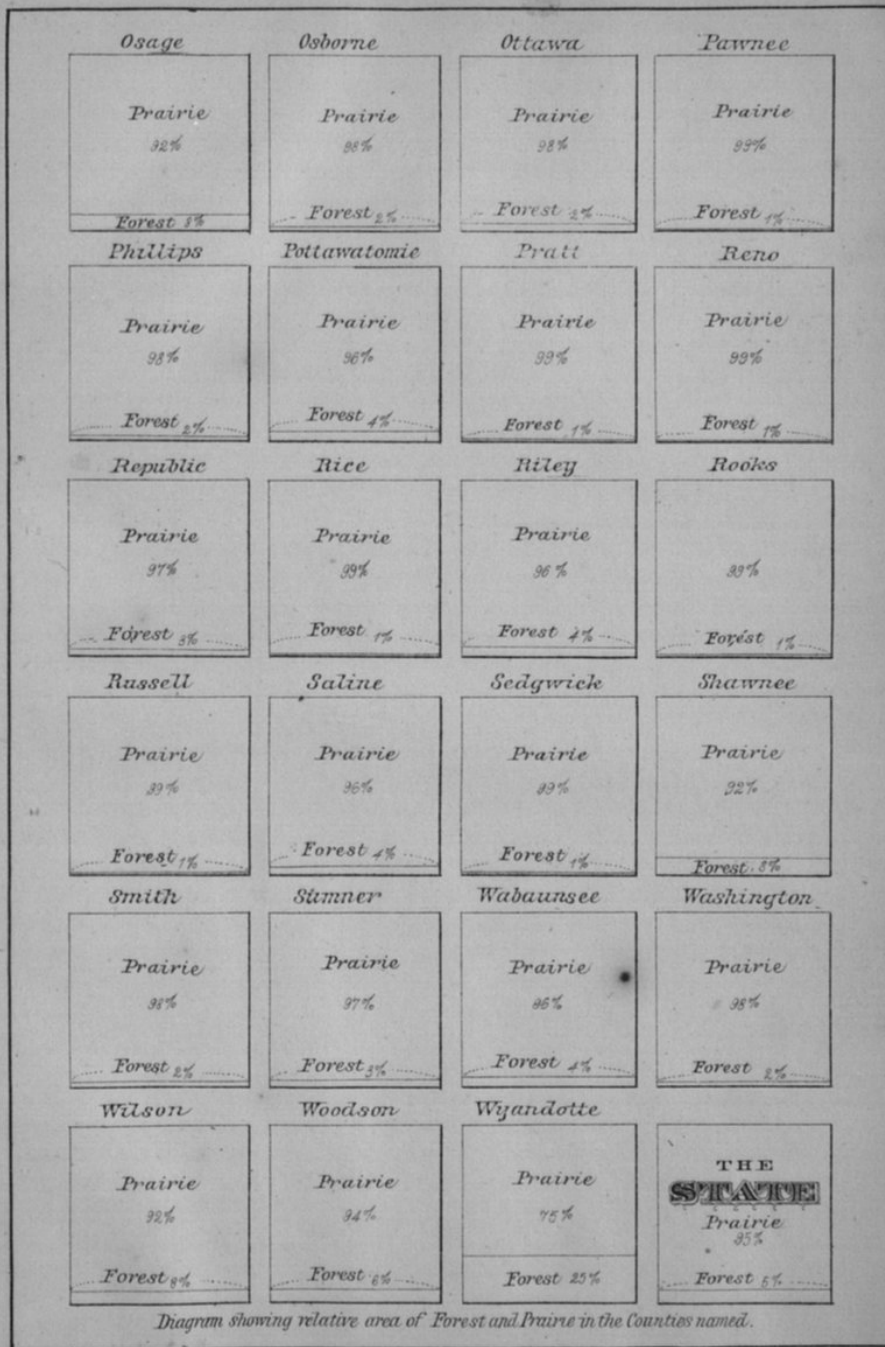 Osage
Prairie
92%
Forest 8%
Osborne
Prairie
98%
Forest 2%
Ottawa
Prairie
98%
Forest 2%
Pawnee
Prairie
99%
Forest 1%
Phillips
Prairie
98%
Forest 2%
Pottawatomie
Prairie
96%
Forest 4%
Pratt
Prairie
99%
Forest 1%
Reno
Prairie
99%
Forest 1%
Republic
Prairie
97%
Forest 3%
Rice
Prairie
99%
Forest 1%
Riley
Prairie
96%
Forest 4%
Rooks
99%
Forest 1%
Russell
Prairie
99%
Forest 1%
Saline
Prairie
96%
Forest 4%
Sedgwick
Prairie
99%
Forest 1%
Shawnee
Prairie
92%
Forest 8%
Smith
Prairie
98%
Forest 2%
Sumner
Prairie
97%
Forest 3%
Wabaunsee
Prairie
96%
Forest 4%
Washington
Prairie
98%
Forest 2%
Wilson
Prairie
92%
Forest 8%
Woodson
Prairie
94%
Forest 6%
Wyandotte
Prairie
75%
Forest 25%
THE
STATE
Prairie
95%
Forest 5%
Diagram showing relative area of Forest and Prairie in the Counties named.